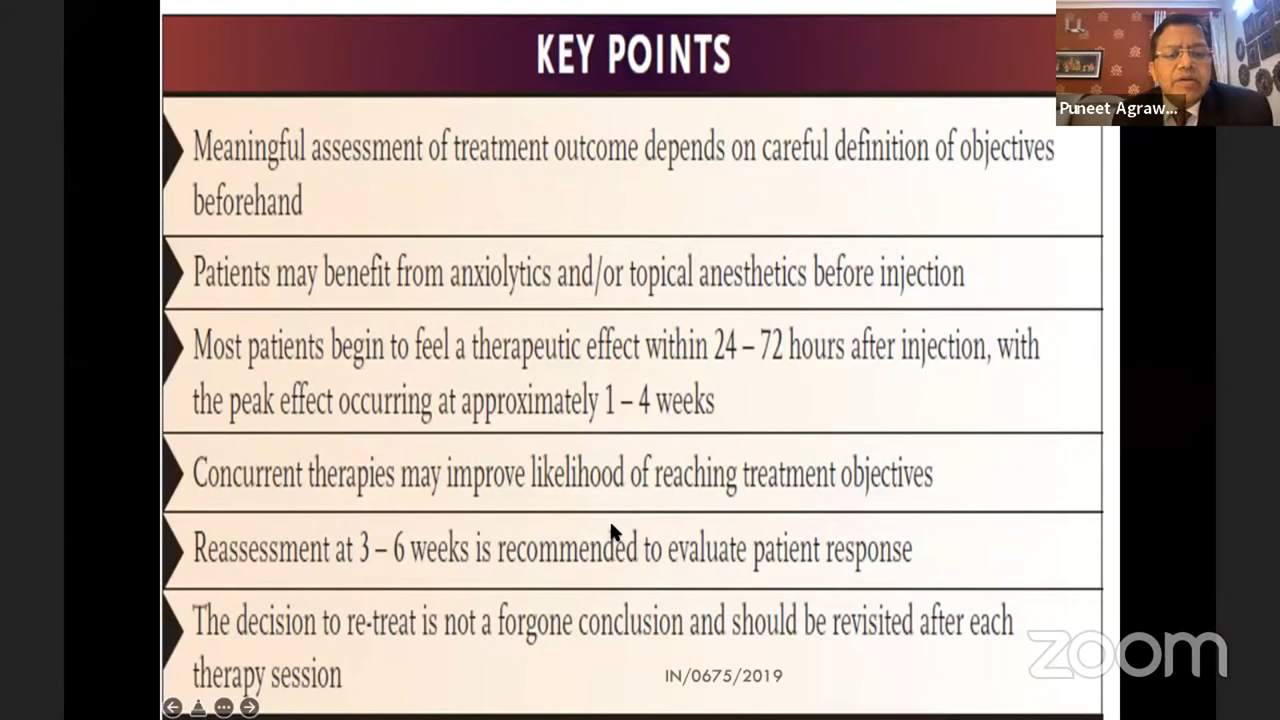 KEY POINTS
Puneet Agraw...
Meaningful assessment of treatment outcome depends on careful definition of objectives
beforehand
Patients may benefit from anxiolytics and/or topical anesthetics before injection
Most patients begin to feel a therapeutic effect within 24 – 72 hours after injection, with
the peak effect occurring at approximately 1 – 4 weeks
Concurrent therapies may improve likelihood of reaching treatment objectives
Reassessment at 3 – 6 weeks is recommended to evaluate patient response
The decision to re-treat is not a forgone conclusion and should be revisited after each
therapy session
IN/0675/2019
zoom